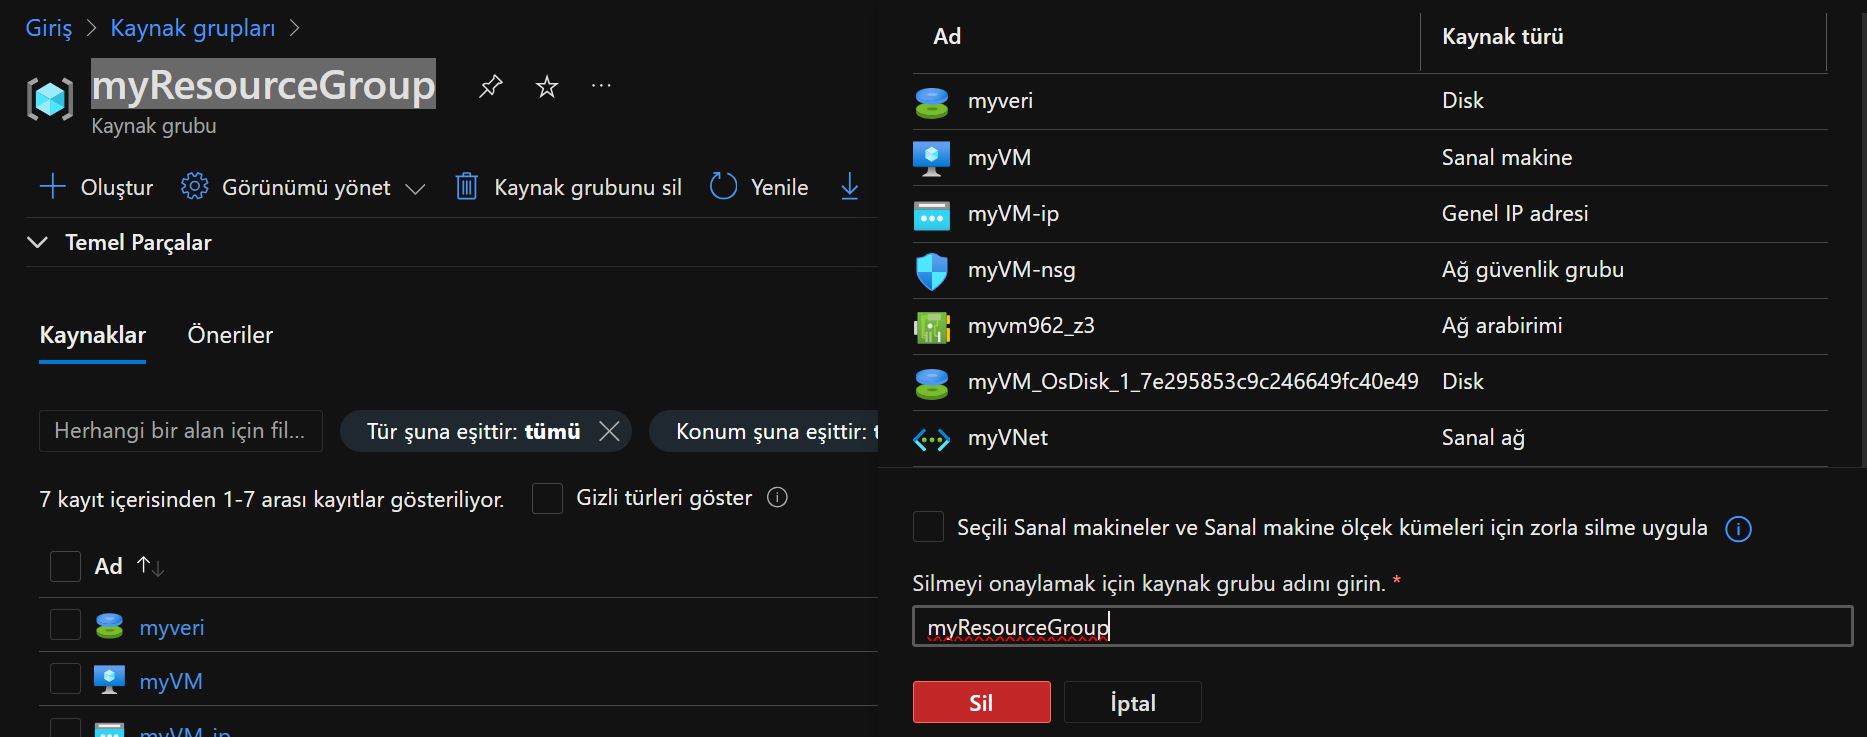 Giriş > Kaynak grupları >
myResourceGroup
Kaynak grubu
Oluştur Görünümü yönet Kaynak grubunu sil Yenile
Temel Parçalar
Kaynaklar Öneriler
Herhangi bir alan için fil...
Tür şuna eşittir: tümü
Konum şuna eşittir:
7 kayıt içerisinden 1-7 arası kayıtlar gösteriliyor.
Gizli türleri göster
Ad
myveri
myVM
myVM-ip
Ad Kaynak türü
myveri Disk
myVM Sanal makine
myVM-ip Genel IP adresi
myVM-nsg Ağ güvenlik grubu
myvm962_z3 Ağ arabirimi
myVM_OsDisk_1_7e295853c9c246649fc40e49 Disk
myVNet Sanal ağ
Seçili Sanal makineler ve Sanal makine ölçek kümeleri için zorla silme uygula
Silmeyi onaylamak için kaynak grubu adını girin. *
myResourceGroup
Sil İptal